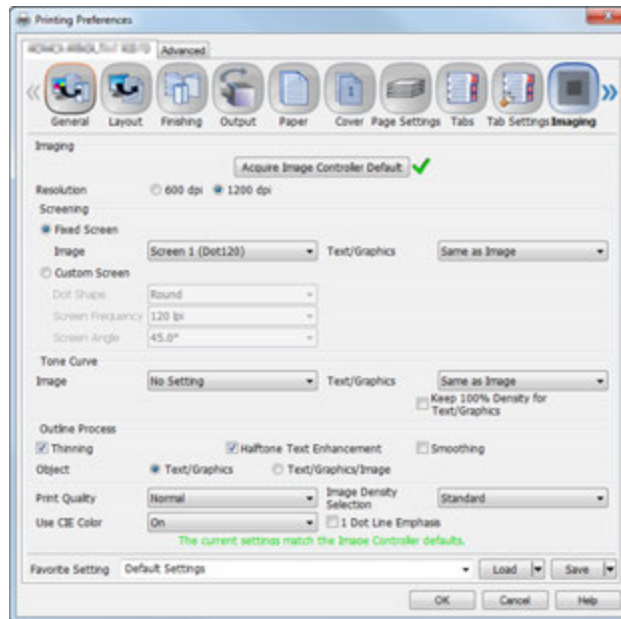 Printing Preferences
Advanced
General Layout Finishing Output Paper Cover Page Settings Tabs Tab Settings Imaging
Imaging
Acquire Image Controller Default
Resolution 600 dpi 1200 dpi
Screening
Fixed Screen
Image Screen 1 (Dot120) Text/Graphics Same as Image
Custom Screen
Dot Shape Round
Screen Frequency 120 lpi
Screen Angle 45.0°
Tone Curve
Image No Setting Text/Graphics Same as Image
Keep 100% Density for
Text/Graphics
Outline Process
Thinning Halftone Text Enhancement Smoothing
Object Text/Graphics Text/Graphics/Image
Print Quality Normal Image Density
Selection Standard
Use CIE Color On 1 Dot Line Emphasis
The current settings match the Image Controller defaults.
Favorite Setting Default Settings Load Save
OK Cancel Help